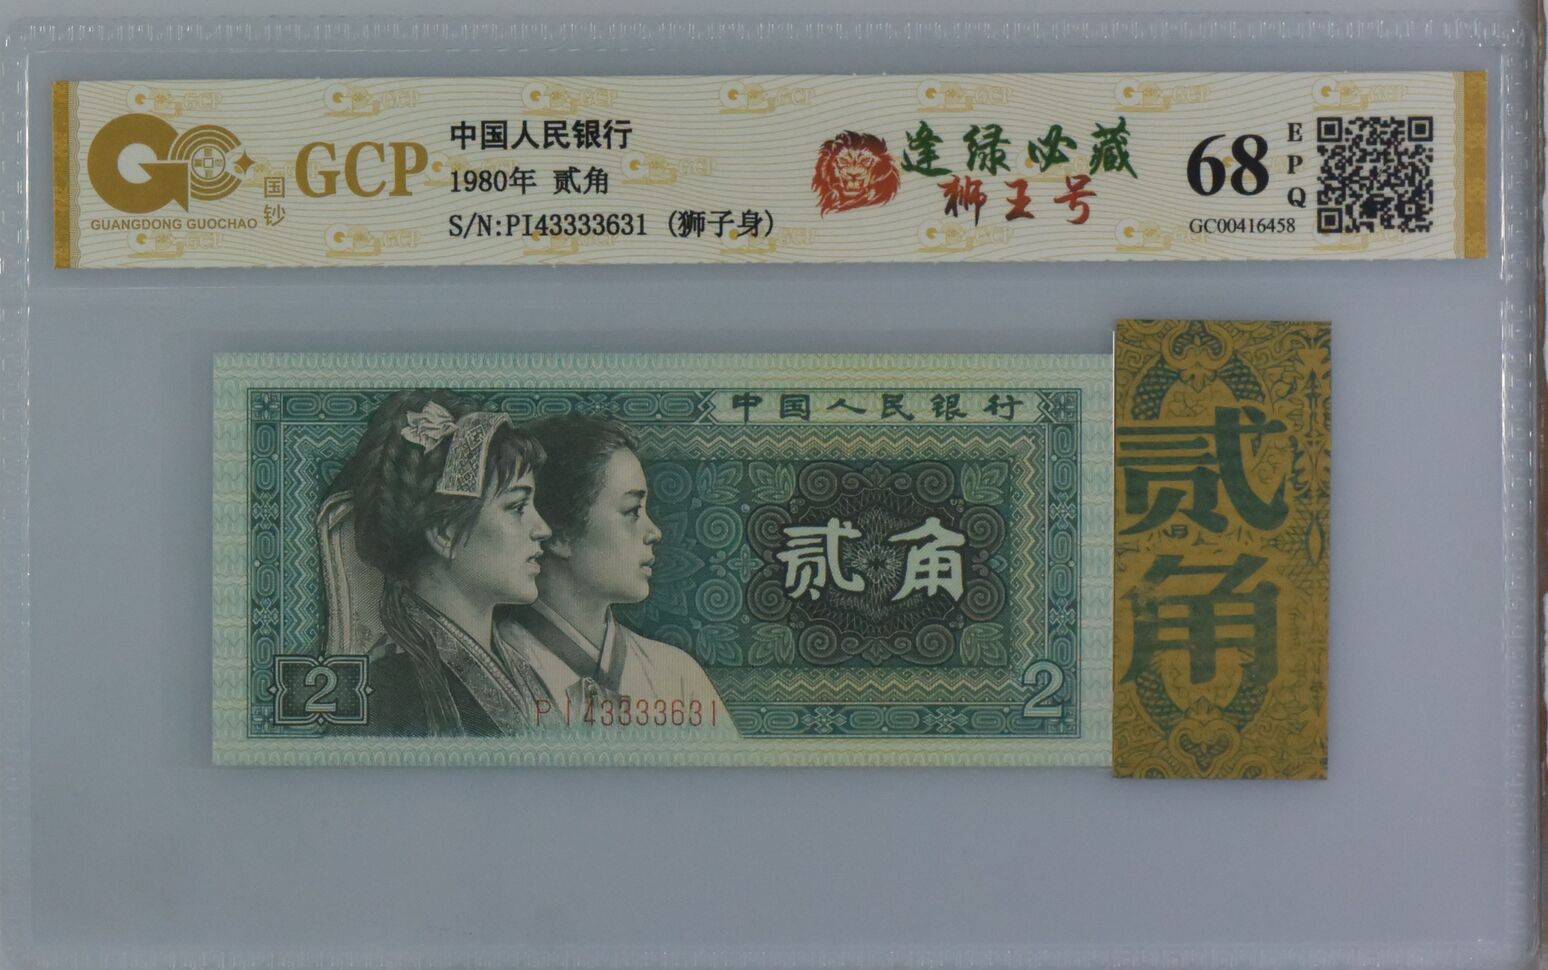 国钞
GCP
GUANGDONG GUOCHAO
中国人民银行
1980年 贰角
S/N:PI43333631 (狮子身)
逢绿必藏
狮王号
68
EPQ
GC00416458
中国人民银行
贰角
2
2
PI43333631
贰角